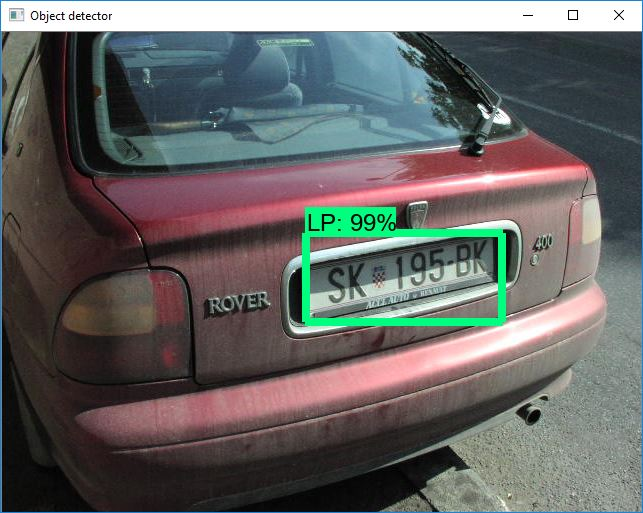 Object detector
LP: 99%
400
SK 195-BK
ROVER